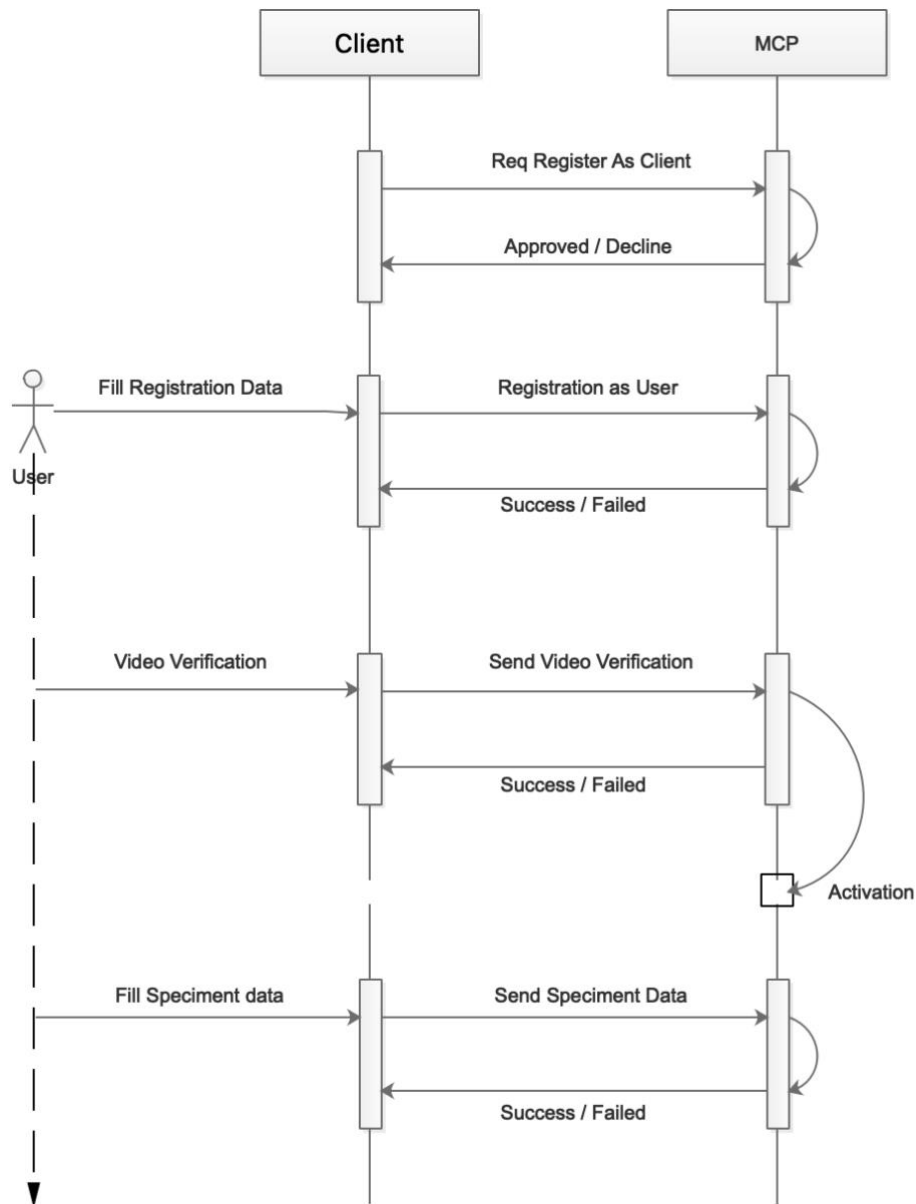 Client
MCP
Req Register As Client
Approved / Decline
Fill Registration Data
Registration as User
User
Success / Failed
Video Verification
Send Video Verification
Success / Failed
Activation
Fill Speciment data
Send Speciment Data
Success / Failed